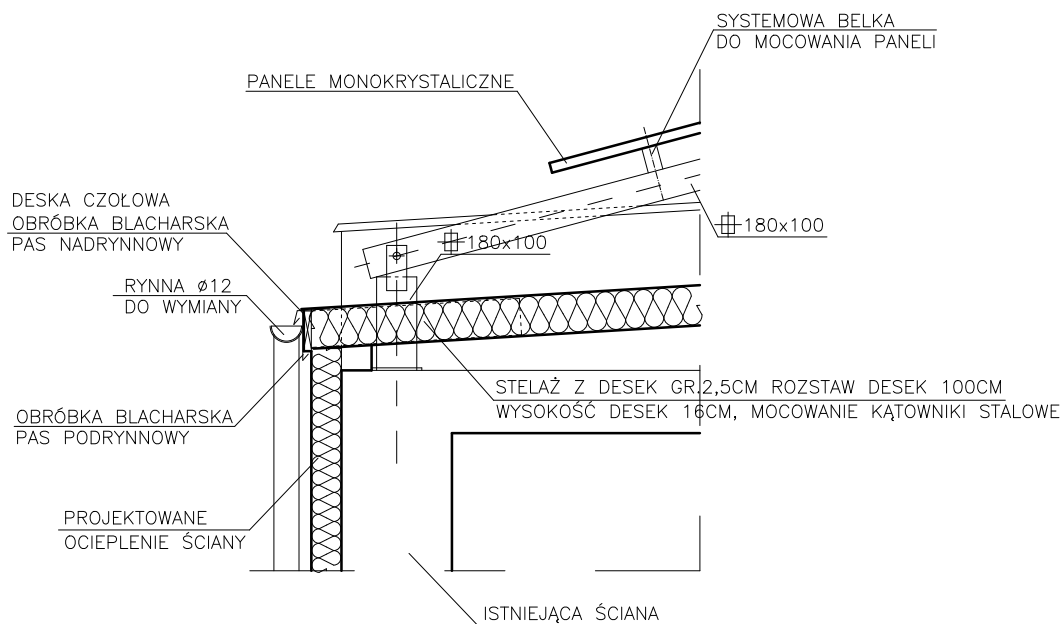 SYSTEMOWA BELKA
DO MOCOWANIA PANELI
PANELE MONOKRYSTALICZNE
DESKA CZOŁOWA
OBRÓBKA BLACHARSKA
PAS NADRYNNOWY
180x100
180x100
RYNNA ø12
DO WYMIANY
STELAŻ Z DESEK GR.2,5CM ROZSTAW DESEK 100CM
WYSOKOŚĆ DESEK 16CM, MOCOWANIE KĄTOWNIKI STALOWE
OBRÓBKA BLACHARSKA
PAS PODRYNNOWY
PROJEKTOWANE
OCIEPLENIE ŚCIANY
ISTNIEJĄCA ŚCIANA